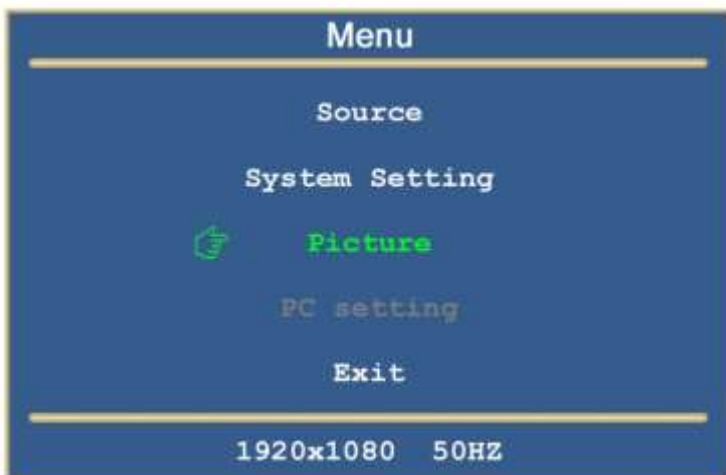 Menu
Source
System Setting
Picture
PC setting
Exit
1920x1080 50HZ